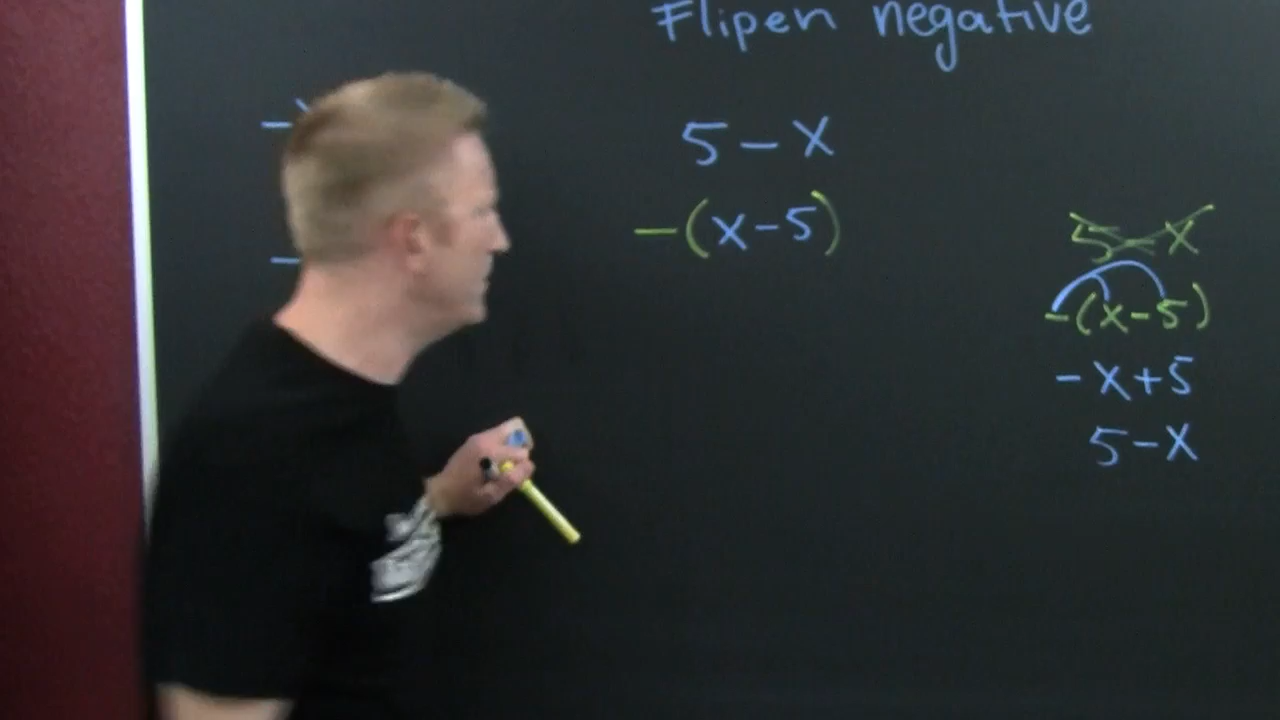 Flipen negative
5 - x
-(x-5)
5 - x
-(x-5)
-x+5
5-x